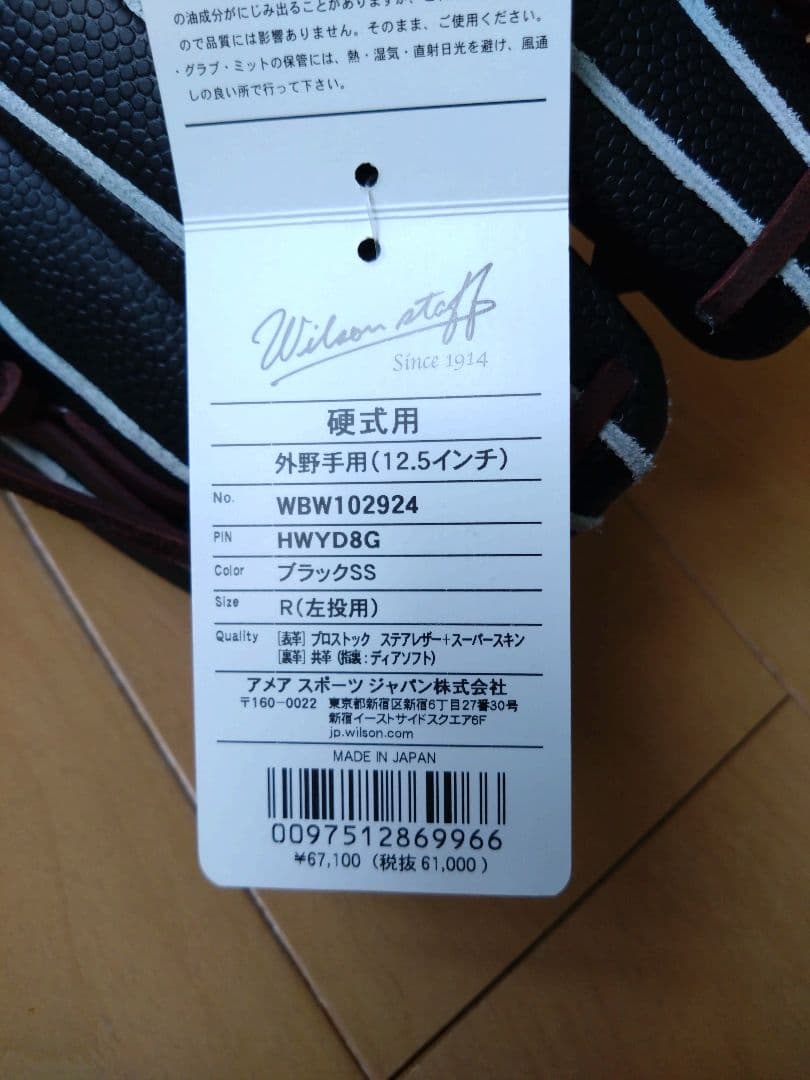 の油成分がにじみ出ることがありますが、
ので品質には影響ありません。そのまま、ご使用ください。
・グラブ・ミットの保管には、熱・湿気・直射日光を避け、風通
しの良い所で行って下さい。
Wilson staff
Since 1914
硬式用
外野手用(12.5インチ)
No. WBW102924
PIN HWYD8G
Color ブラックSS
Size R(左投用)
Quality [表革] プロストック ステアレザー+スーパースキン
[裏革] 共革 (指裏:ディアソフト)
アメア スポーツ ジャパン株式会社
〒160-0022 東京都新宿区新宿6丁目27番30号
新宿イーストサイドスクエア6F
jp.wilson.com
MADE IN JAPAN
0097512869966
¥67,100 (税抜 61,000)